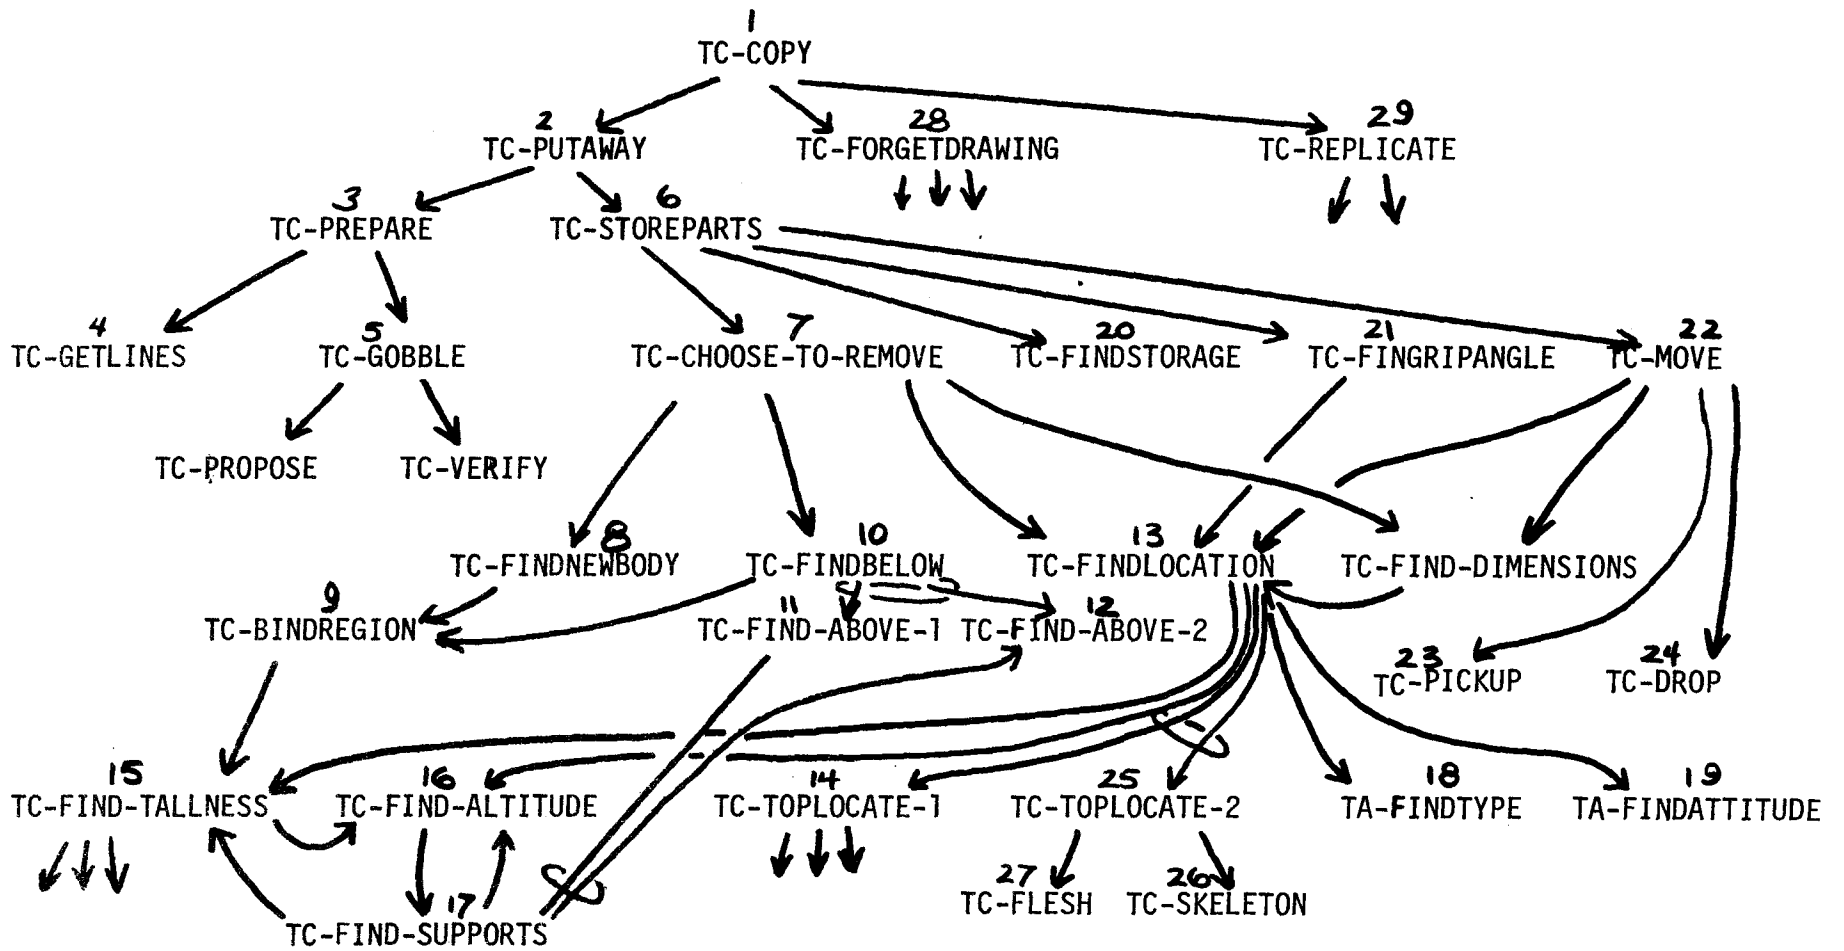 1
TC-COPY
2 28 29
TC-PUTAWAY TC-FORGETDRAWING TC-REPLICATE
3 6
TC-PREPARE TC-STOREPARTS
4 5 7 20 21 22
TC-GETLINES TC-GOBBLE TC-CHOOSE-TO-REMOVE TC-FINDSTORAGE TC-FINGRIPANGLE TC-MOVE
TC-PROPOSE TC-VERIFY
8 10 13
TC-FINDNEWBODY TC-FINDBELOW TC-FINDLOCATION TC-FIND-DIMENSIONS
9 11 12
TC-BINDREGION TC-FIND-ABOVE-1 TC-FIND-ABOVE-2
23 24
TC-PICKUP TC-DROP
15 16 14 25 18 19
TC-FIND-TALLNESS TC-FIND-ALTITUDE TC-TOPLOCATE-1 TC-TOPLOCATE-2 TA-FINDTYPE TA-FINDATTITUDE
27 26
TC-FLESH TC-SKELETON
17
TC-FIND-SUPPORTS